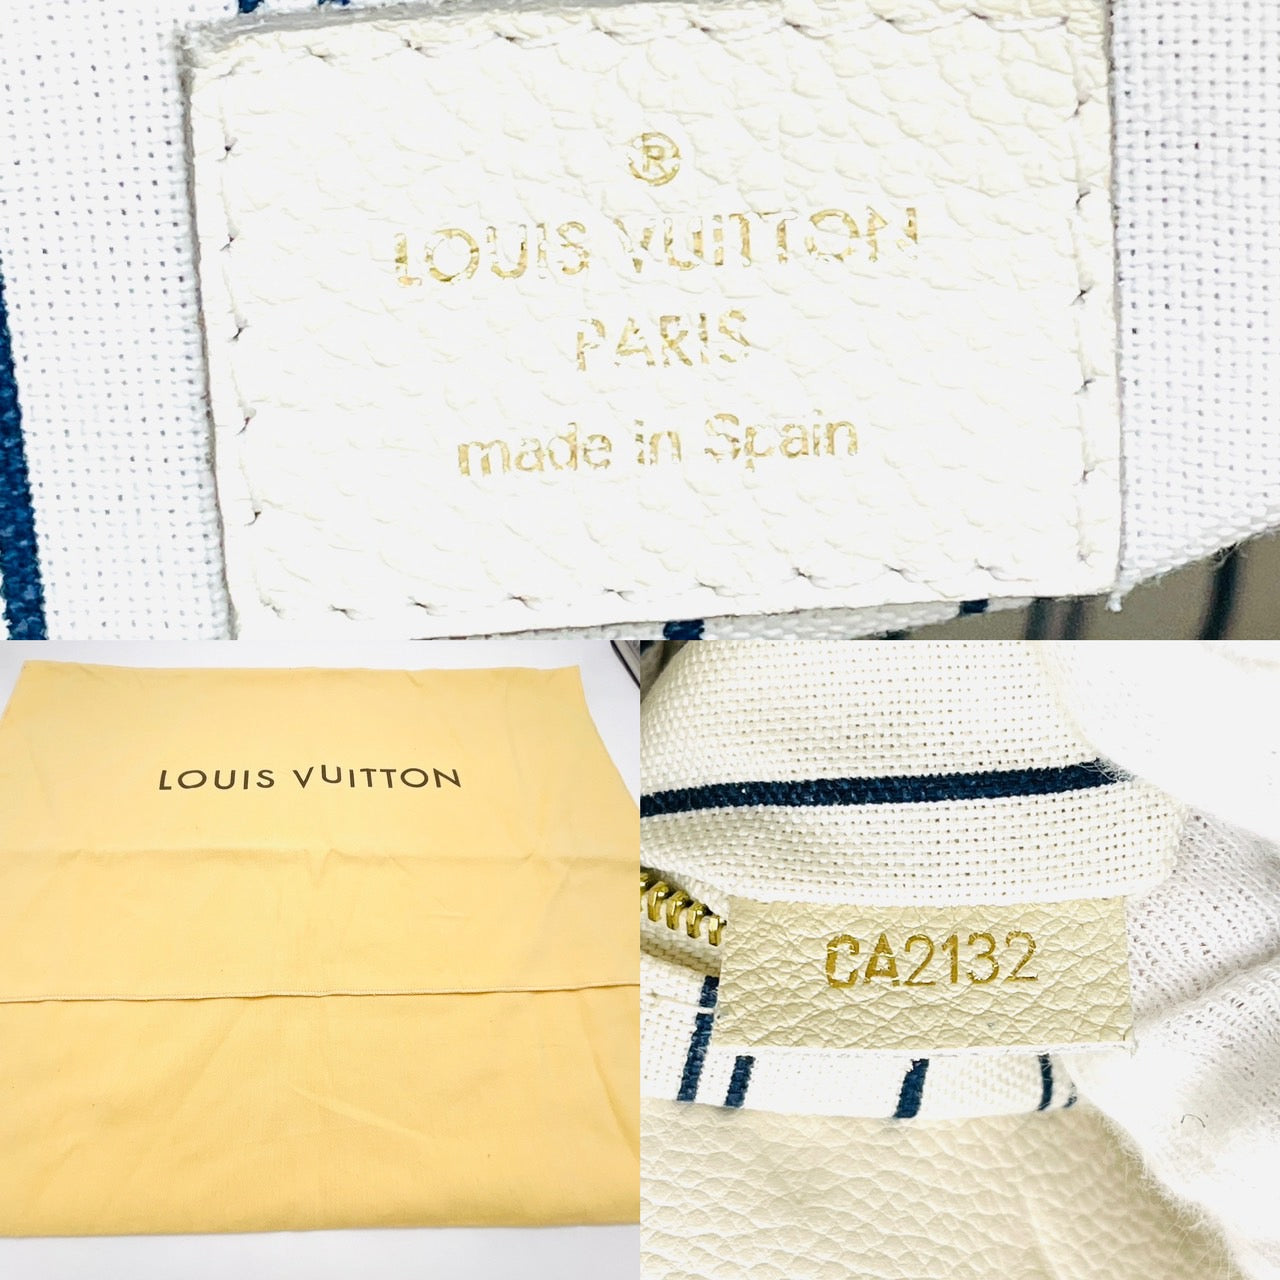 ®
LOUIS VUITTON
PARIS
made in Spain
LOUIS VUITTON
CA2132